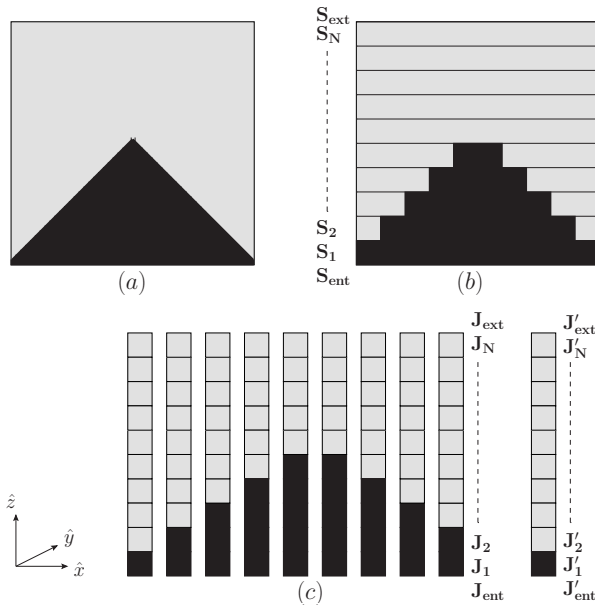 S_ext
S_N
S_2
S_1
S_ent
(a)
(b)
J_ext J'_ext
J_N J'_N
ẑ
ŷ
x̂
J_2 J'_2
J_1 J'_1
J_ent J'_ent
(c)